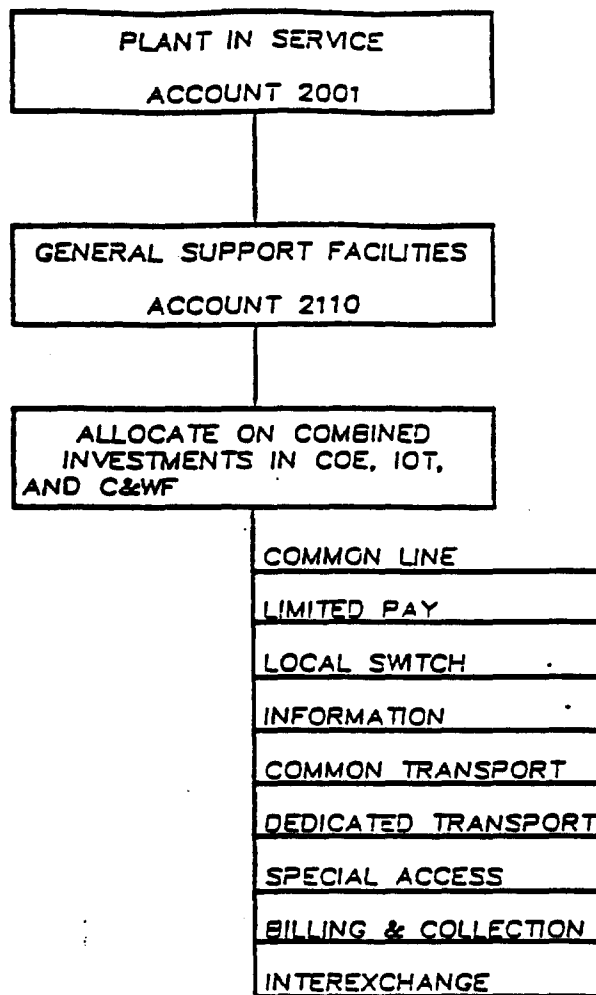 PLANT IN SERVICE
ACCOUNT 2001
GENERAL SUPPORT FACILITIES
ACCOUNT 2110
ALLOCATE ON COMBINED
INVESTMENTS IN COE, IOT,
AND C&WF
COMMON LINE
LIMITED PAY
LOCAL SWITCH
INFORMATION
COMMON TRANSPORT
DEDICATED TRANSPORT
SPECIAL ACCESS
BILLING & COLLECTION
INTEREXCHANGE